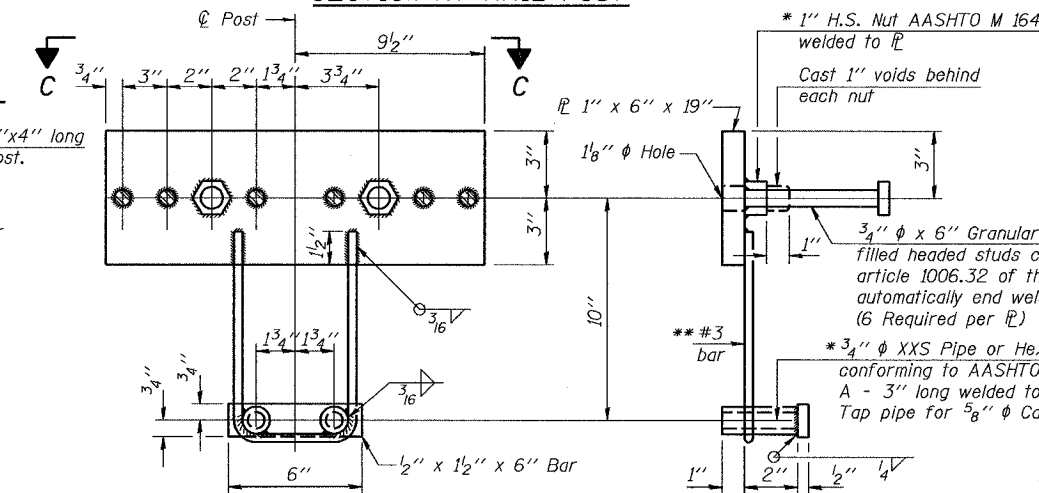 ℄ Post
9½"
C
C
¾"
3"
2"
2"
1¾"
3¾"
"x4" long
ost.
3"
3"
1½"
3/16
10"
1¾"
1¾"
¾"
¾"
3/16
6"
½" x 1½" x 6" Bar
* 1" H.S. Nut AASHTO M 164
welded to ⅊
Cast 1" voids behind
each nut
⅊ 1" x 6" x 19"
1⅛" ϕ Hole
3"
1"
¾" ϕ x 6" Granular
filled headed studs c
article 1006.32 of th
automatically end wel
(6 Required per ⅊)
** #3
bar
* ¾" ϕ XXS Pipe or Hex
conforming to AASHTO
A - 3" long welded to
Tap pipe for ⅝" ϕ Ca
1"
2"
½"
¼